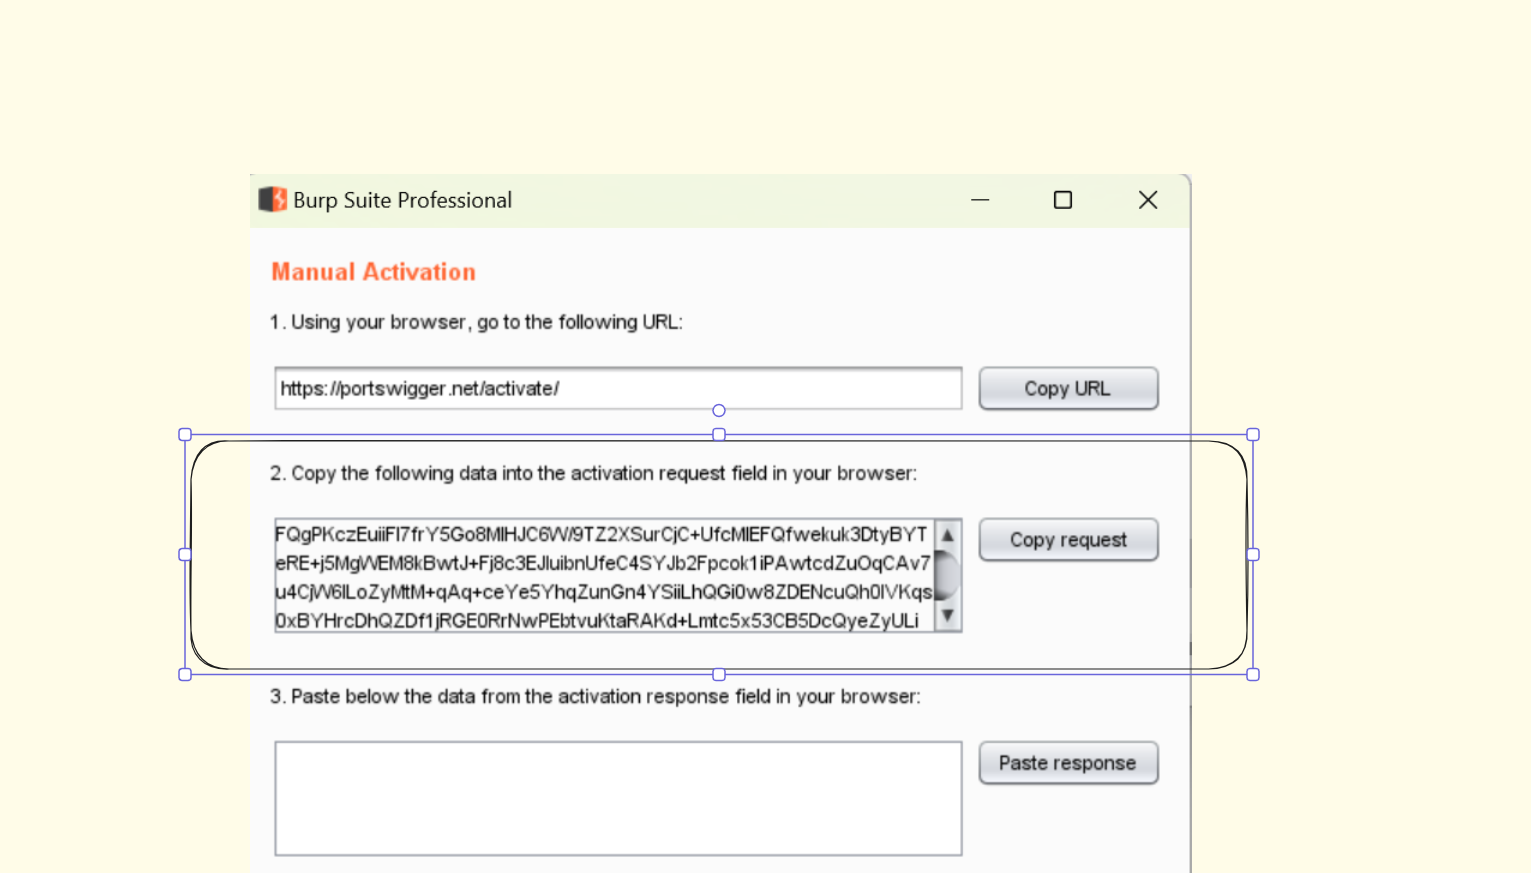 Burp Suite Professional
Manual Activation
1. Using your browser, go to the following URL:
https://portswigger.net/activate/
Copy URL
2. Copy the following data into the activation request field in your browser:
FQgPKczEuiiFI7frY5Go8MIHJC6W/9TZ2XSurCjC+UfcMIEFQfwekuk3DtyBYT
eRE+j5MgWEM8kBwtJ+Fj8c3EJluibnUfeC4SYJb2Fpcok1iPAwtcdZuOqCAv7
u4CjW6ILoZyMtM+qAq+ceYe5YhqZunGn4YSiiLhQGi0w8ZDENcuQh0IVKqs
0xBYHrcDhQZDf1jRGE0RrNwPEbtvuKtaRAKd+Lmtc5x53CB5DcQyeZyULi
Copy request
3. Paste below the data from the activation response field in your browser:
Paste response